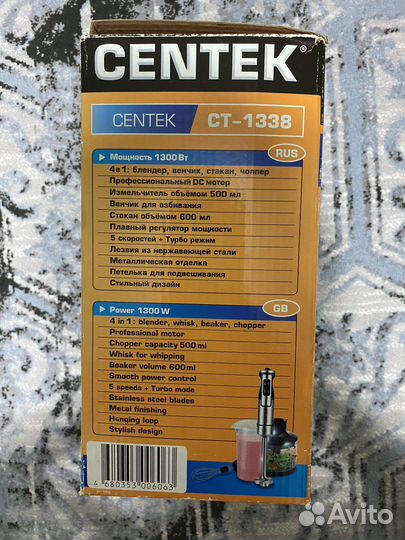 CENTEK®
CENTEK CT-1338
Мощность 1300 Вт RUS
4 в 1: блендер, венчик, стакан, чоппер
Профессиональный DC мотор
Измельчитель объёмом 500 мл
Венчик для взбивания
Стакан объёмом 600 мл
Плавный регулятор мощности
5 скоростей + Турбо режим
Лезвия из нержавеющей стали
Металлическая отделка
Петелька для подвешивания
Стильный дизайн
Power 1300 W GB
4 in 1: blender, whisk, beaker, chopper
Professional motor
Chopper capacity 500 ml
Whisk for whipping
Beaker volume 600 ml
Smooth power control
5 speeds + Turbo mode
Stainless steel blades
Metal finishing
Hanging loop
Stylish design
4 680353 006063
Avito